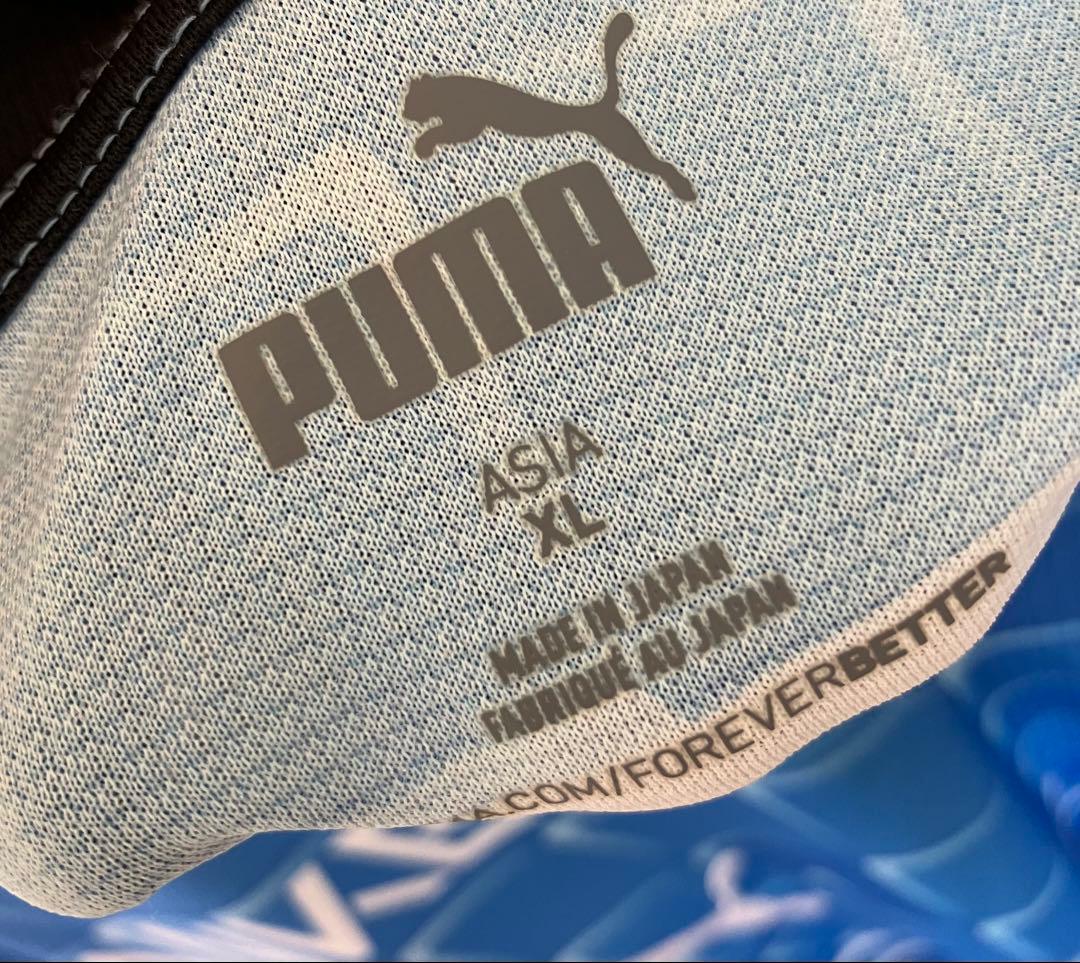 PUMA
ASIA
XL
MADE IN JAPAN
FABRIQUÉ AU JAPAN
.COM/FOREVERBETTER